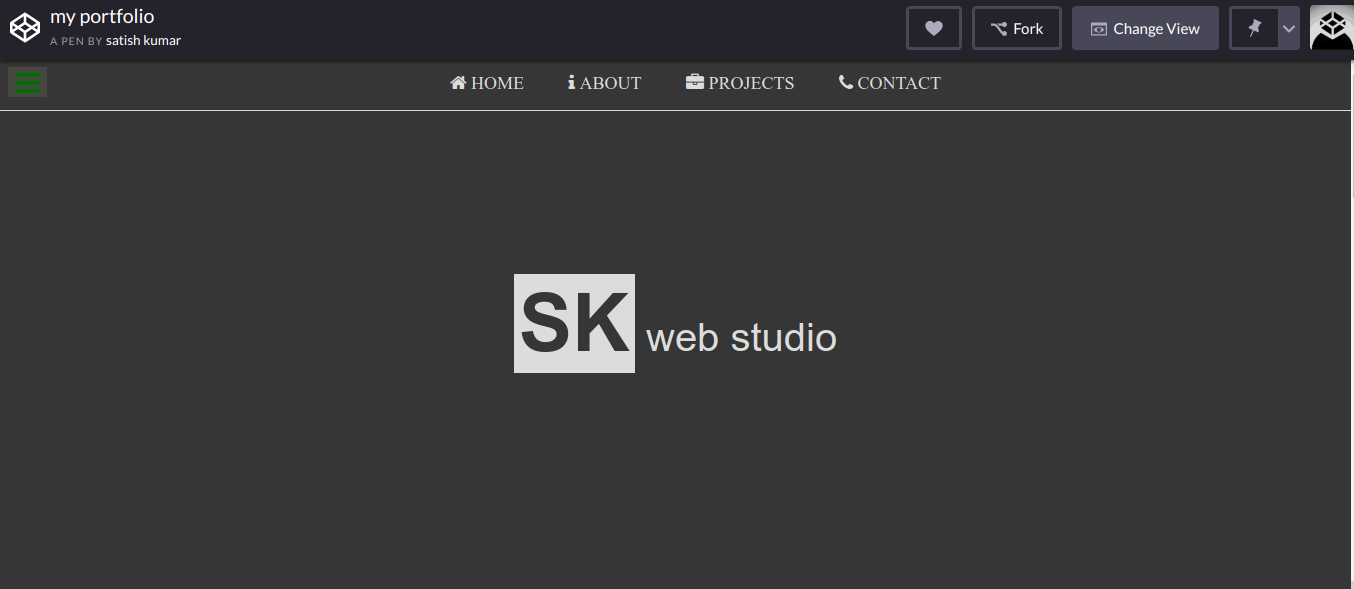 my portfolio
A PEN BY satish kumar
Fork
Change View
HOME ABOUT PROJECTS CONTACT
SK web studio